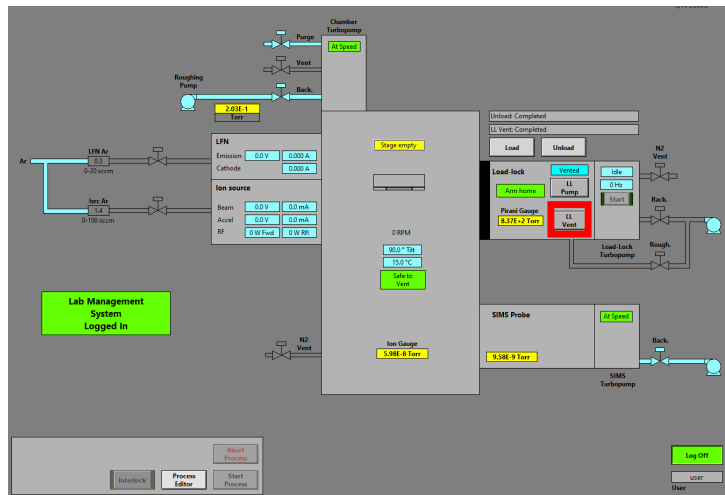 Chamber
Turbopump
Purge
At Speed
Vent
Roughing
Pump
Back.
2.03E-1
Torr
Unload: Completed
LL Vent: Completed
Load
Unload
LFN
Emission 0.0 V 0.000 A
Cathode 0.000 A
Stage empty
N2
Vent
Ar
LFN Ar
0.3
0-20 sccm
Load-lock
Vented
Idle
Arm home
LL
Pump
0 Hz
Start
Back.
Ion source
Beam 0.0 V 0.0 mA
Accel 0.0 V 0.0 mA
RF 0 W Fwd 0 W Rfl
Isrc Ar
1.4
0-100 sccm
Pirani Gauge
8.37E+2 Torr
LL
Vent
0 RPM
90.0 ° Tilt
15.0 °C
Safe to
Vent
Load-Lock
Turbopump
Rough.
Lab Management
System
Logged In
SIMS Probe
At Speed
N2
Vent
Ion Gauge
5.98E-8 Torr
9.58E-9 Torr
Back.
SIMS
Turbopump
Abort
Process
Interlock
Process
Editor
Start
Process
Log Off
user
User